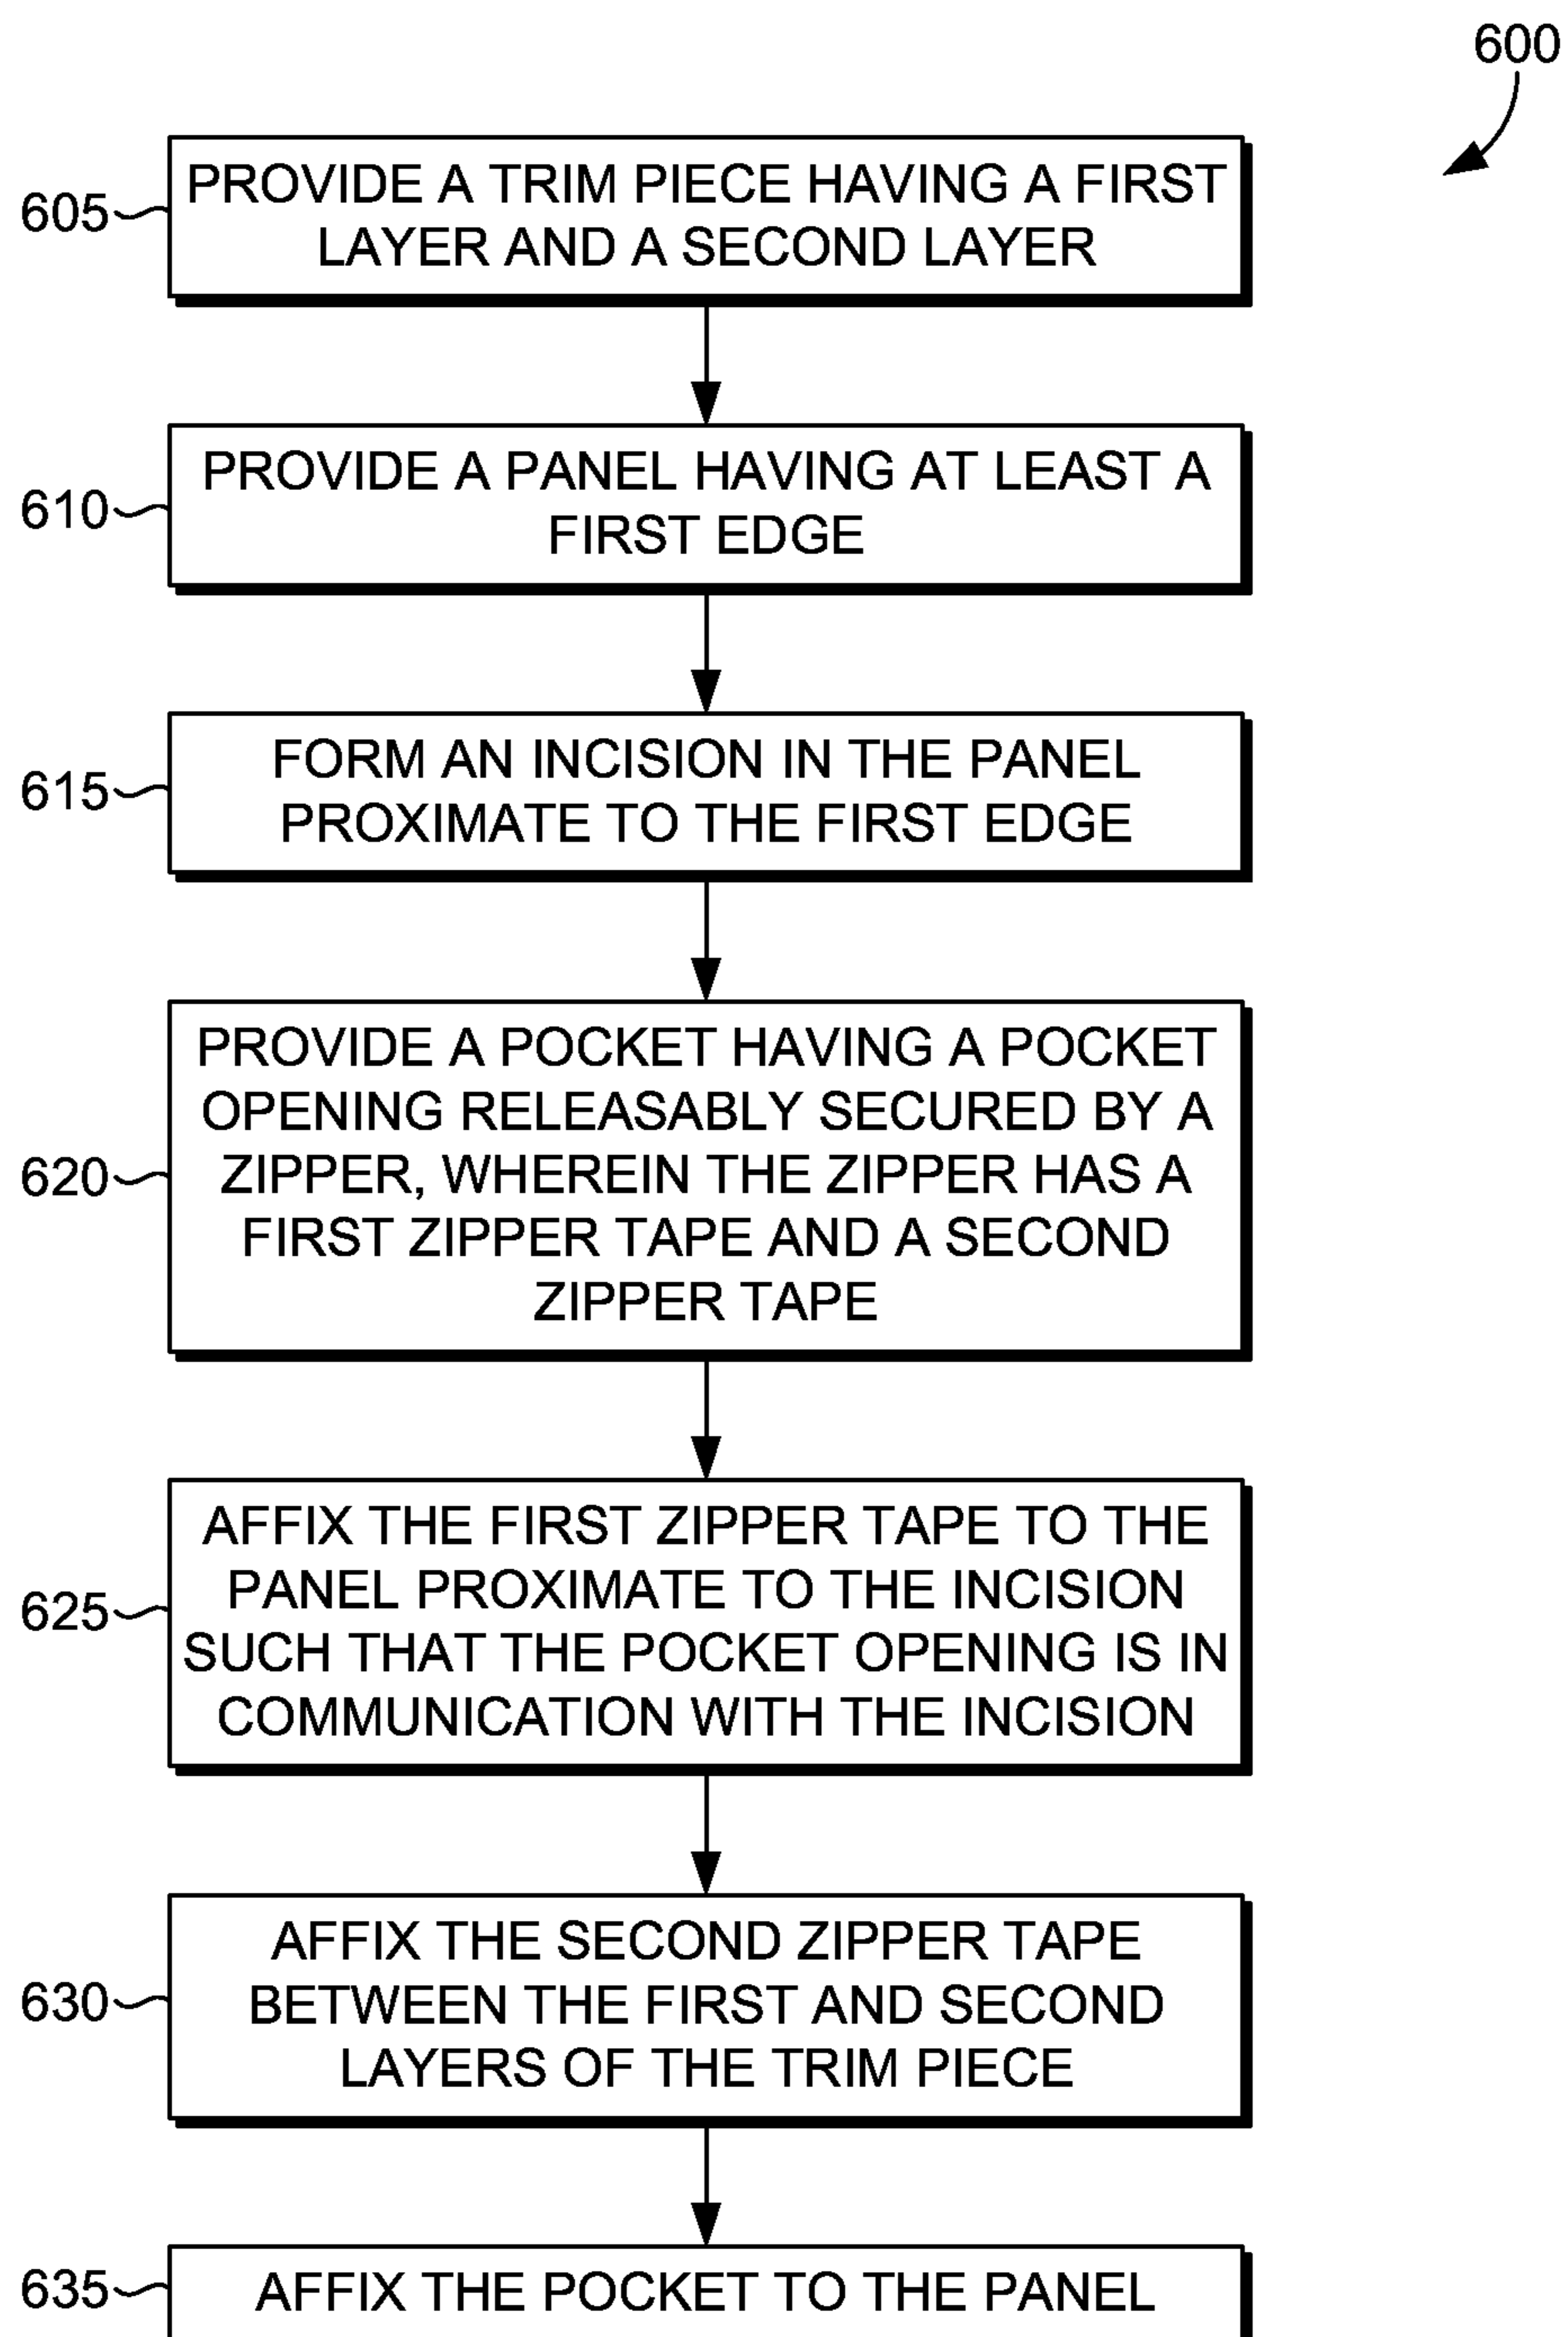 600
605
PROVIDE A TRIM PIECE HAVING A FIRST
LAYER AND A SECOND LAYER
610
PROVIDE A PANEL HAVING AT LEAST A
FIRST EDGE
615
FORM AN INCISION IN THE PANEL
PROXIMATE TO THE FIRST EDGE
620
PROVIDE A POCKET HAVING A POCKET
OPENING RELEASABLY SECURED BY A
ZIPPER, WHEREIN THE ZIPPER HAS A
FIRST ZIPPER TAPE AND A SECOND
ZIPPER TAPE
625
AFFIX THE FIRST ZIPPER TAPE TO THE
PANEL PROXIMATE TO THE INCISION
SUCH THAT THE POCKET OPENING IS IN
COMMUNICATION WITH THE INCISION
630
AFFIX THE SECOND ZIPPER TAPE
BETWEEN THE FIRST AND SECOND
LAYERS OF THE TRIM PIECE
635
AFFIX THE POCKET TO THE PANEL